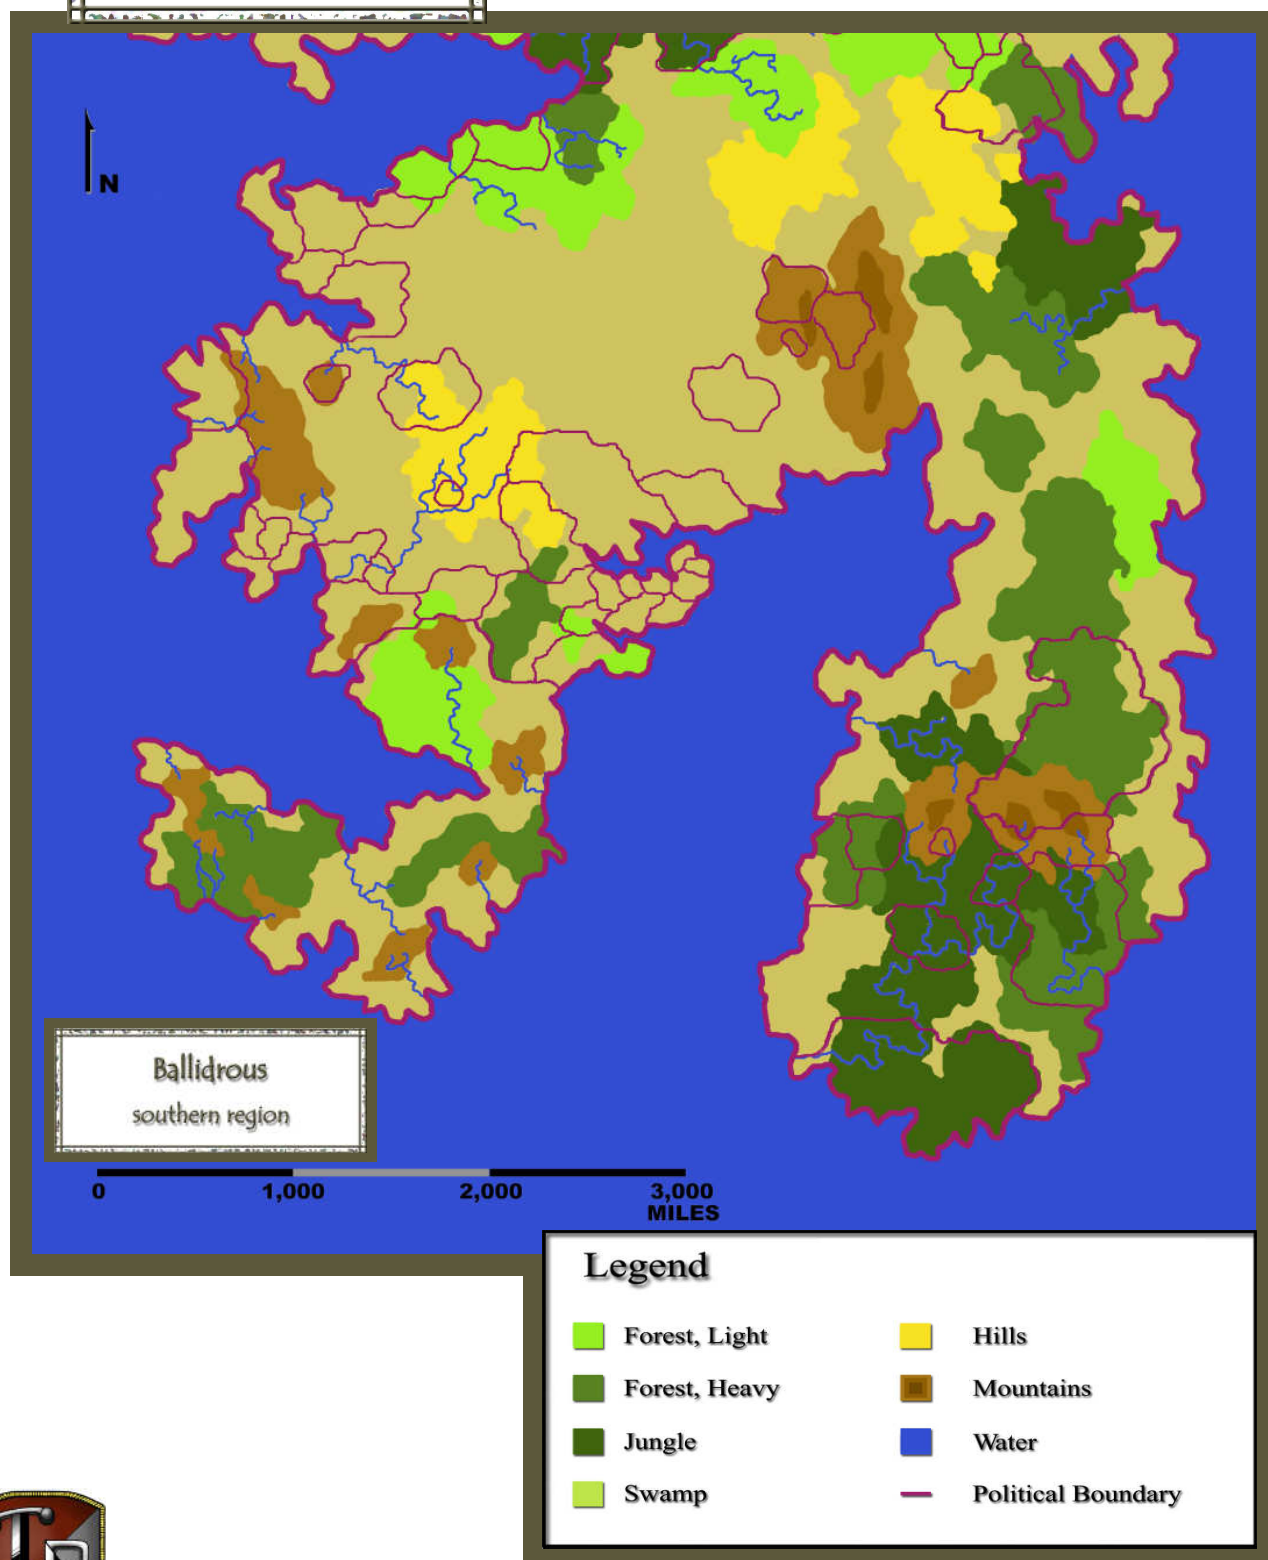 N
Ballidrous
southern region
0 1,000 2,000 3,000
MILES
Legend
Forest, Light
Hills
Forest, Heavy
Mountains
Jungle
Water
Swamp
Political Boundary